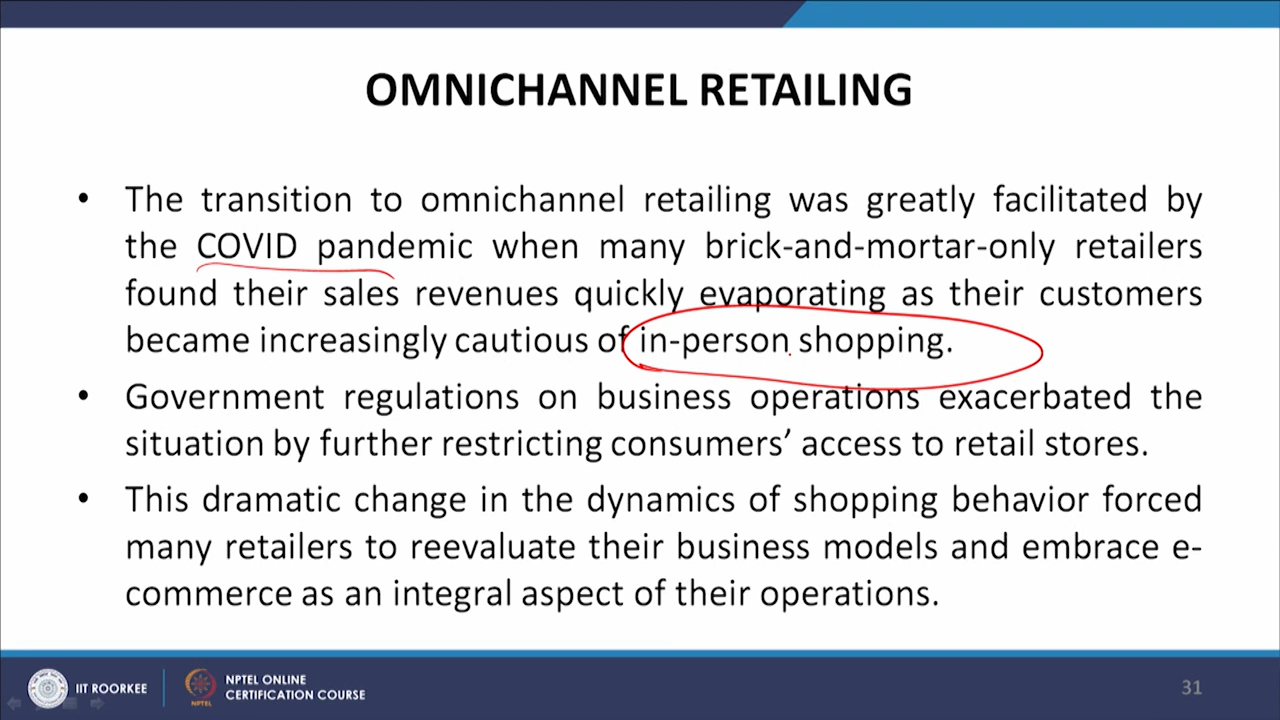 OMNICHANNEL RETAILING
• The transition to omnichannel retailing was greatly facilitated by
the COVID pandemic when many brick-and-mortar-only retailers
found their sales revenues quickly evaporating as their customers
became increasingly cautious of in-person shopping.
• Government regulations on business operations exacerbated the
situation by further restricting consumers’ access to retail stores.
• This dramatic change in the dynamics of shopping behavior forced
many retailers to reevaluate their business models and embrace e-
commerce as an integral aspect of their operations.
IIT ROORKEE
NPTEL
NPTEL ONLINE
CERTIFICATION COURSE
31